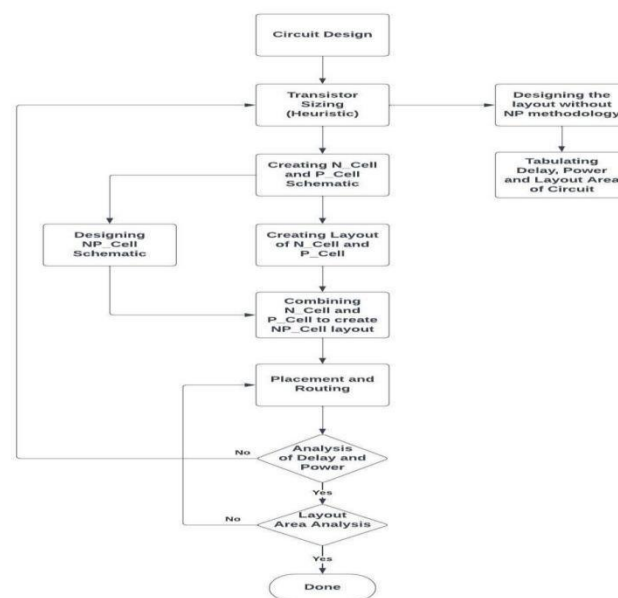 Circuit Design
Transistor
Sizing
(Heuristic)
Designing the
layout without
NP methodology
Creating N_Cell
and P_Cell
Schematic
Tabulating
Delay, Power
and Layout Area
of Circuit
Designing
NP_Cell
Schematic
Creating Layout
of N_Cell and
P_Cell
Combining
N_Cell and
P_Cell to create
NP_Cell layout
Placement and
Routing
No
Analysis
of Delay and
Power
Yes
No
Layout
Area Analysis
Yes
Done